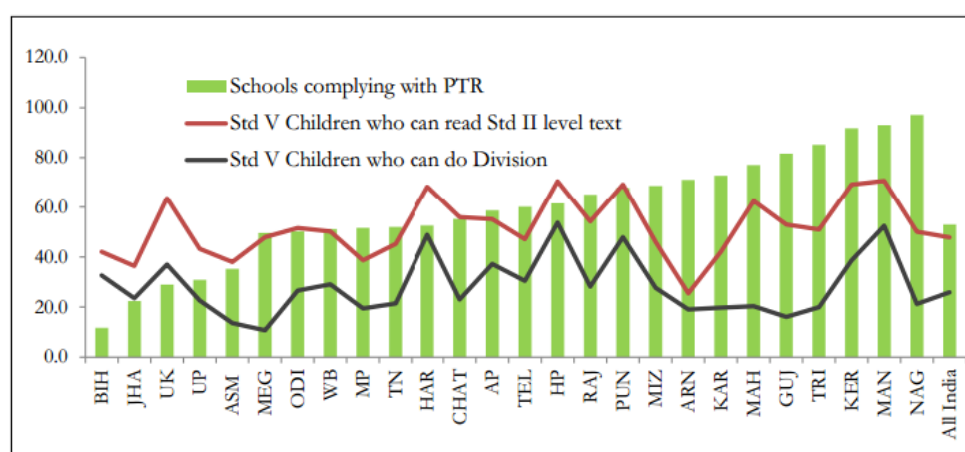 120.0
100.0
80.0
60.0
40.0
20.0
0.0
Schools complying with PTR
Std V Children who can read Std II level text
Std V Children who can do Division
BIH
JHA
UK
UP
ASM
MEG
ODI
WB
MP
TN
HAR
CHAT
AP
TEL
HP
RAJ
PUN
MIZ
ARN
KAR
MAH
GUJ
TRI
KER
MAN
NAG
All India